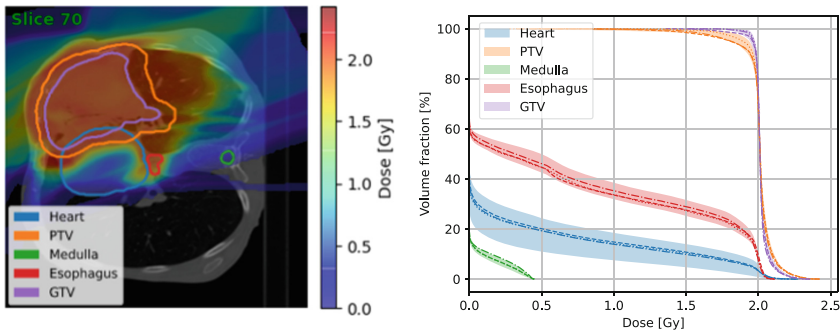 Slice 70
Heart
PTV
Medulla
Esophagus
GTV
2.0
1.5
1.0
0.5
0.0
Dose [Gy]
Heart
PTV
Medulla
Esophagus
GTV
100
80
60
40
20
0
Volume fraction [%]
0.0 0.5 1.0 1.5 2.0 2.5
Dose [Gy]